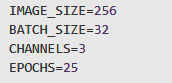 IMAGE_SIZE=256
BATCH_SIZE=32
CHANNELS=3
EPOCHS=25